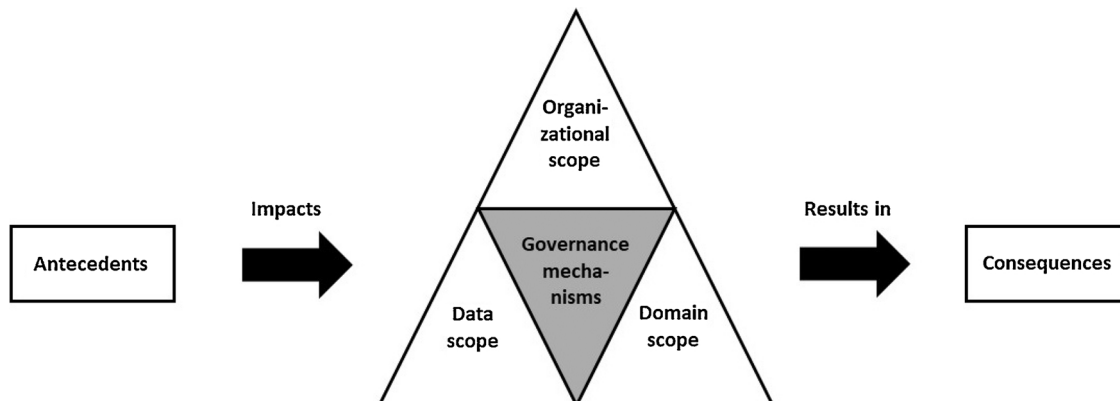 Antecedents
Impacts
Organi-
zational
scope
Governance
mecha-
nisms
Data
scope
Domain
scope
Results in
Consequences